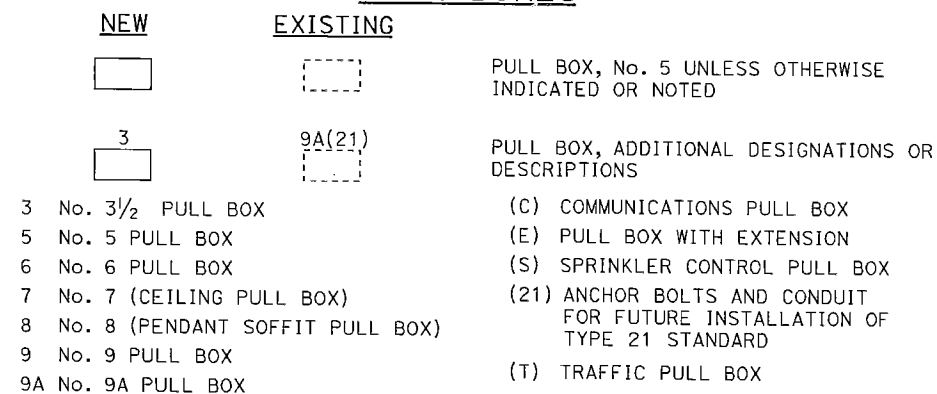 NEW EXISTING
PULL BOX, No. 5 UNLESS OTHERWISE
INDICATED OR NOTED
3 9A(21)
PULL BOX, ADDITIONAL DESIGNATIONS OR
DESCRIPTIONS
3 No. 3½ PULL BOX
5 No. 5 PULL BOX
6 No. 6 PULL BOX
7 No. 7 (CEILING PULL BOX)
8 No. 8 (PENDANT SOFFIT PULL BOX)
9 No. 9 PULL BOX
9A No. 9A PULL BOX
(C) COMMUNICATIONS PULL BOX
(E) PULL BOX WITH EXTENSION
(S) SPRINKLER CONTROL PULL BOX
(21) ANCHOR BOLTS AND CONDUIT
FOR FUTURE INSTALLATION OF
TYPE 21 STANDARD
(T) TRAFFIC PULL BOX